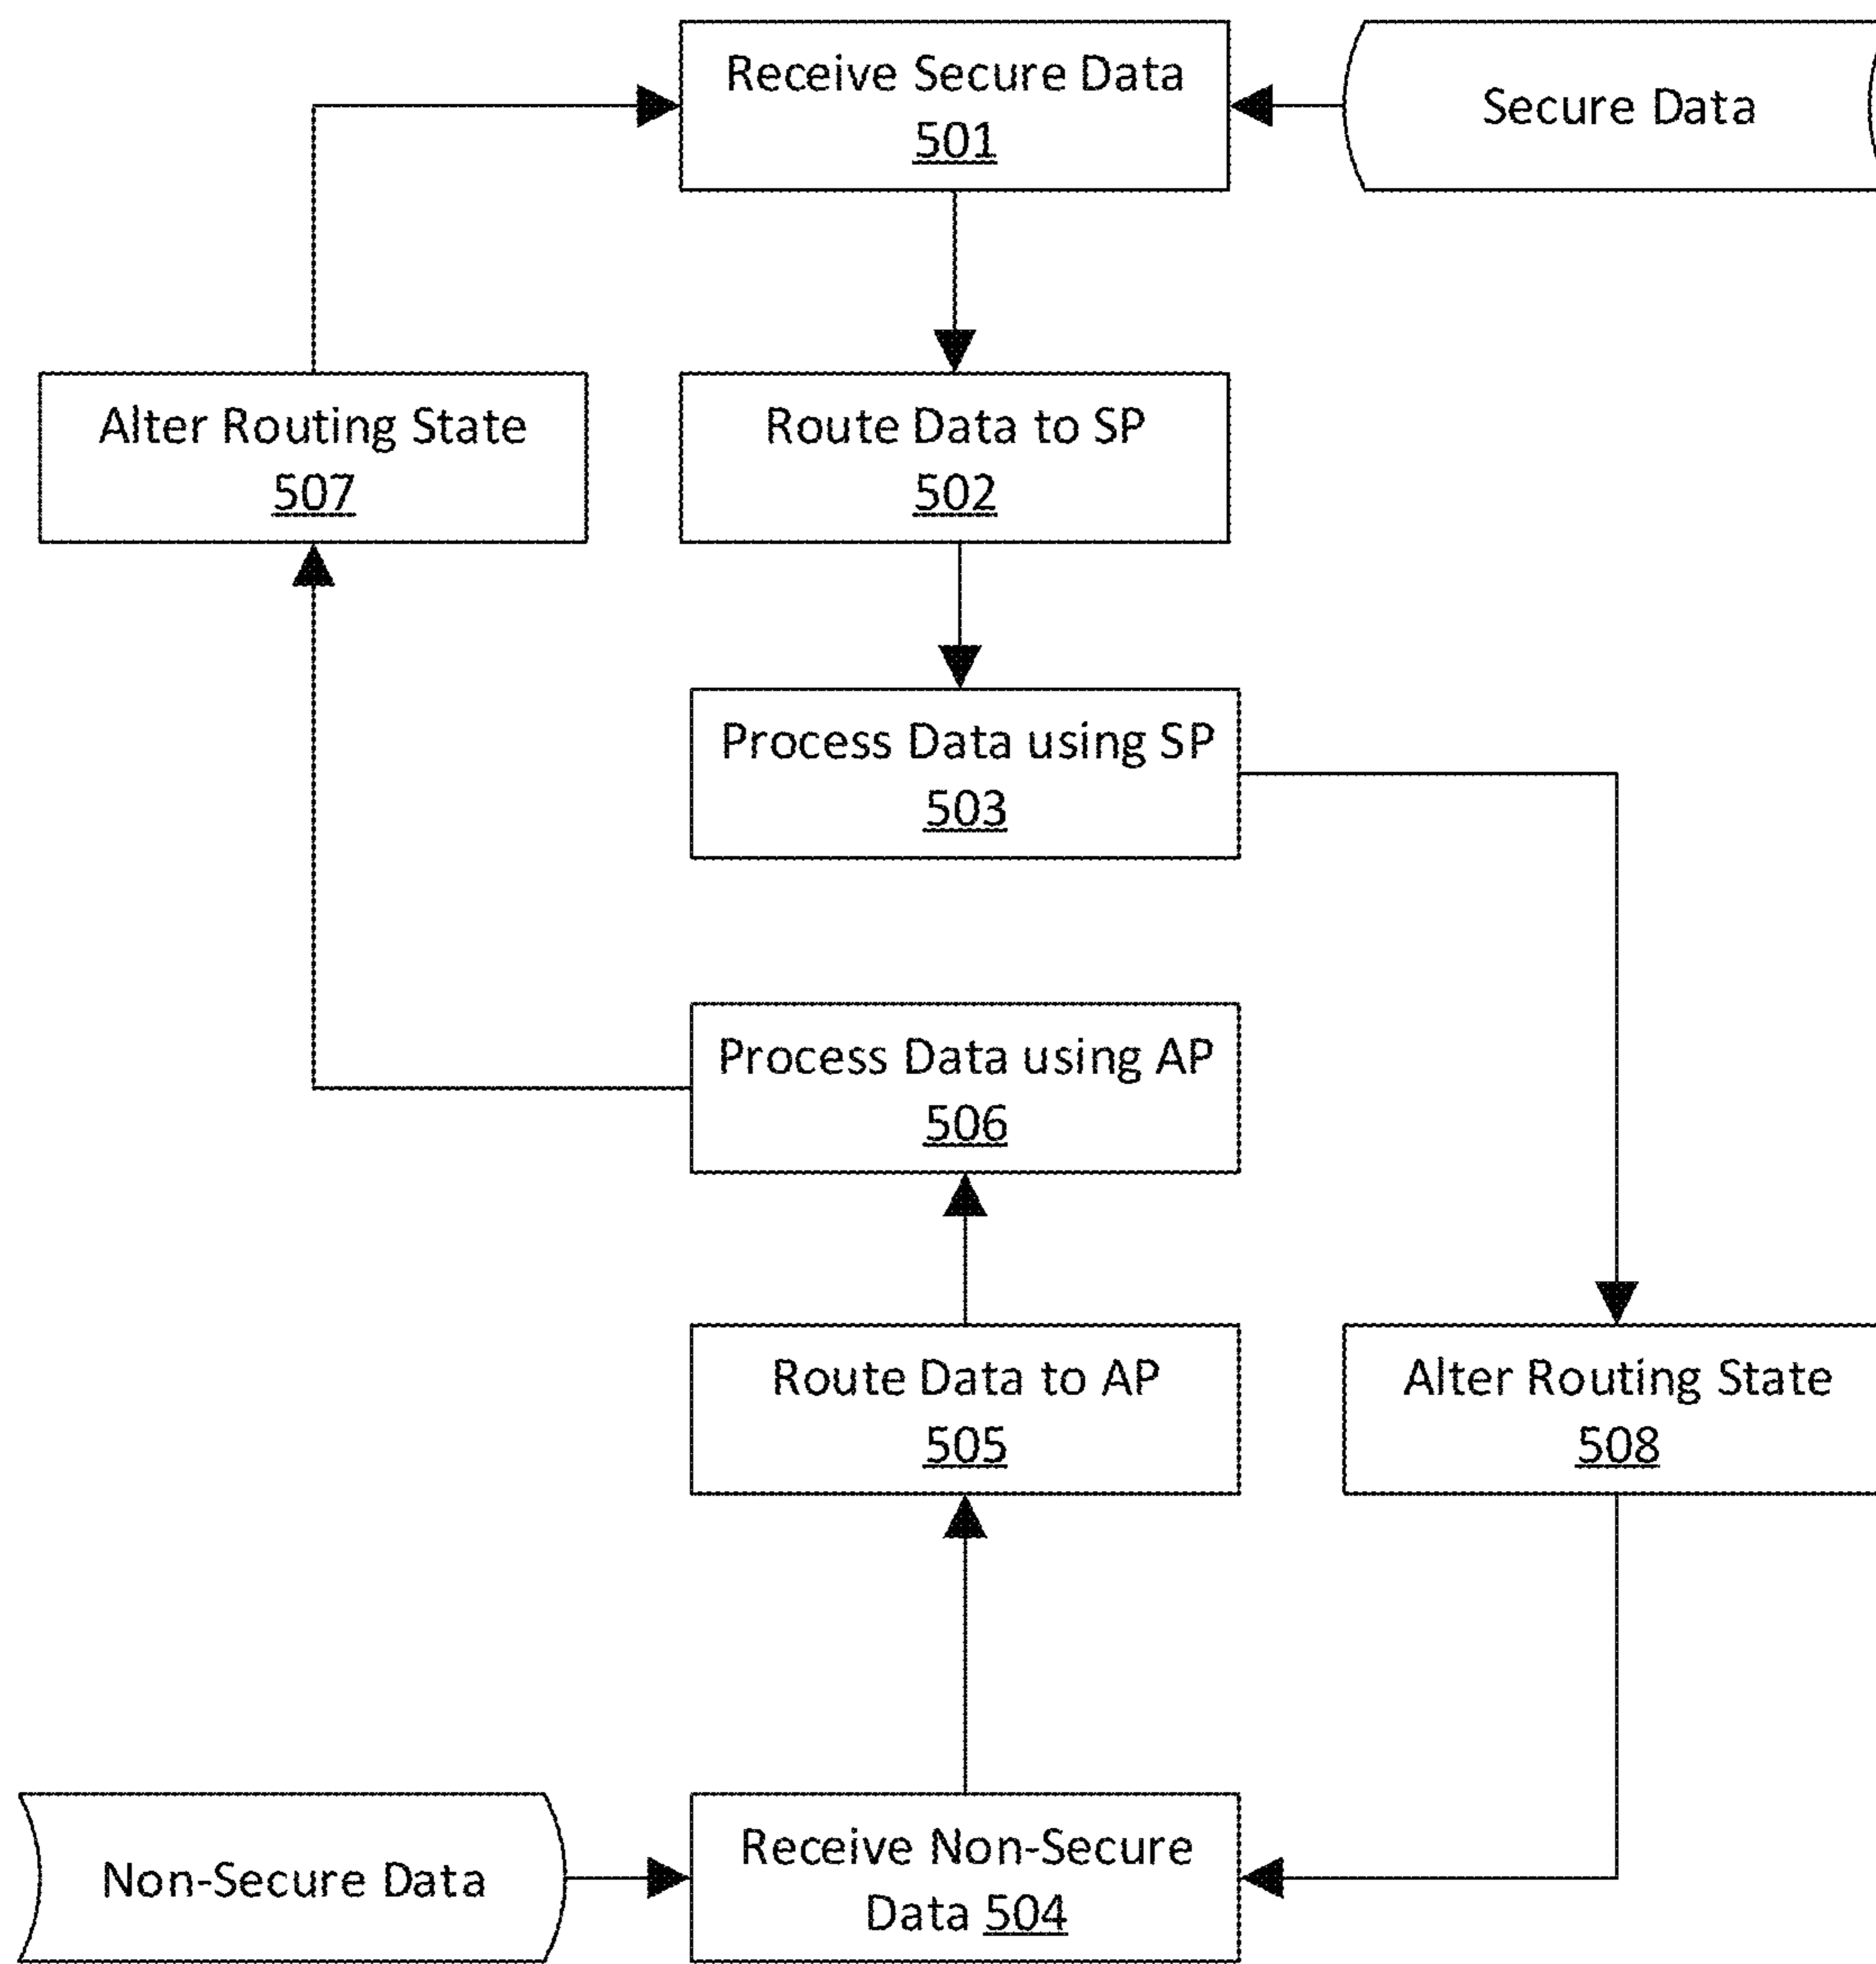 Receive Secure Data
501
Secure Data
Alter Routing State
507
Route Data to SP
502
Process Data using SP
503
Process Data using AP
506
Route Data to AP
505
Alter Routing State
508
Non-Secure Data
Receive Non-Secure
Data 504